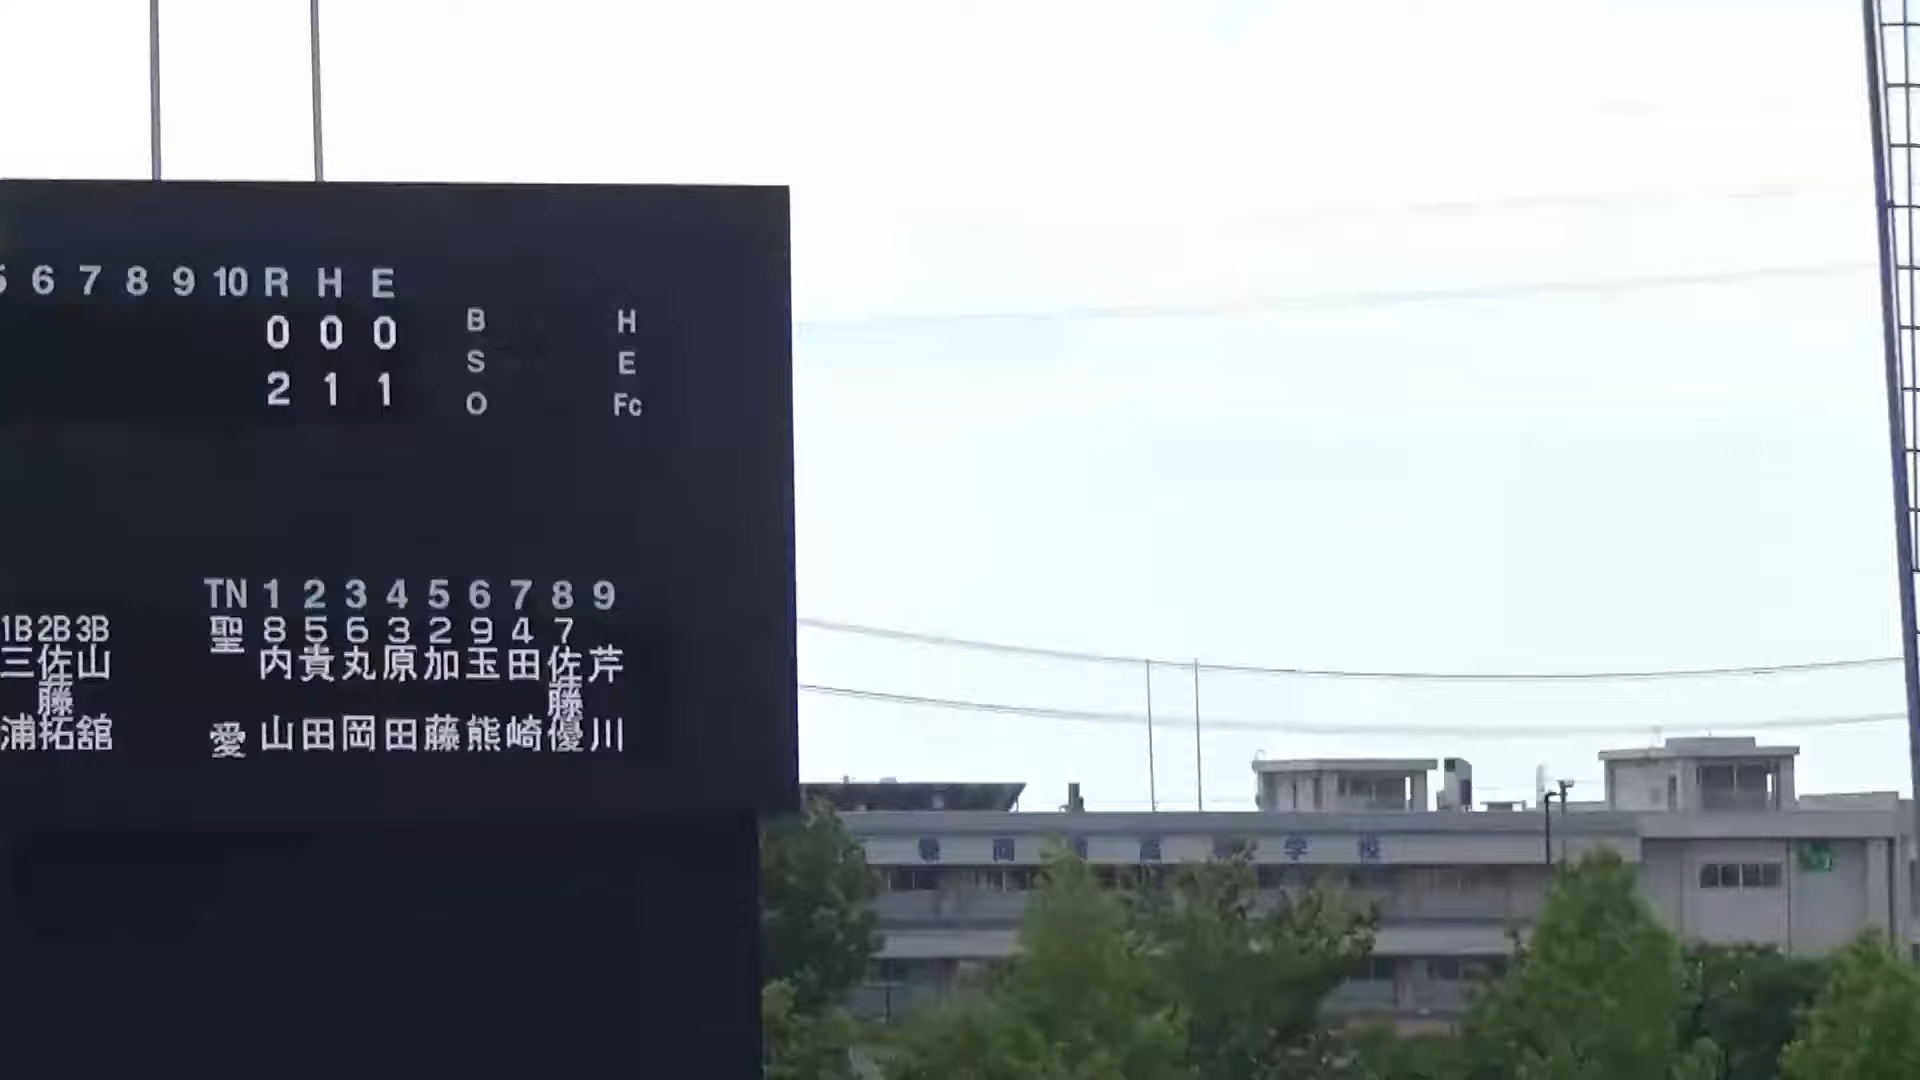 6 7 8 9 10 R H E
0 0 0
2 1 1
B H
S E
O Fc
1B 2B 3B
三浦 佐藤拓 山舘
TN 1 2 3 4 5 6 7 8 9
聖愛 8 5 6 3 2 9 4 7
内山 貴田 丸岡 原田 加藤 玉熊 田崎 佐藤優 芹川
学校